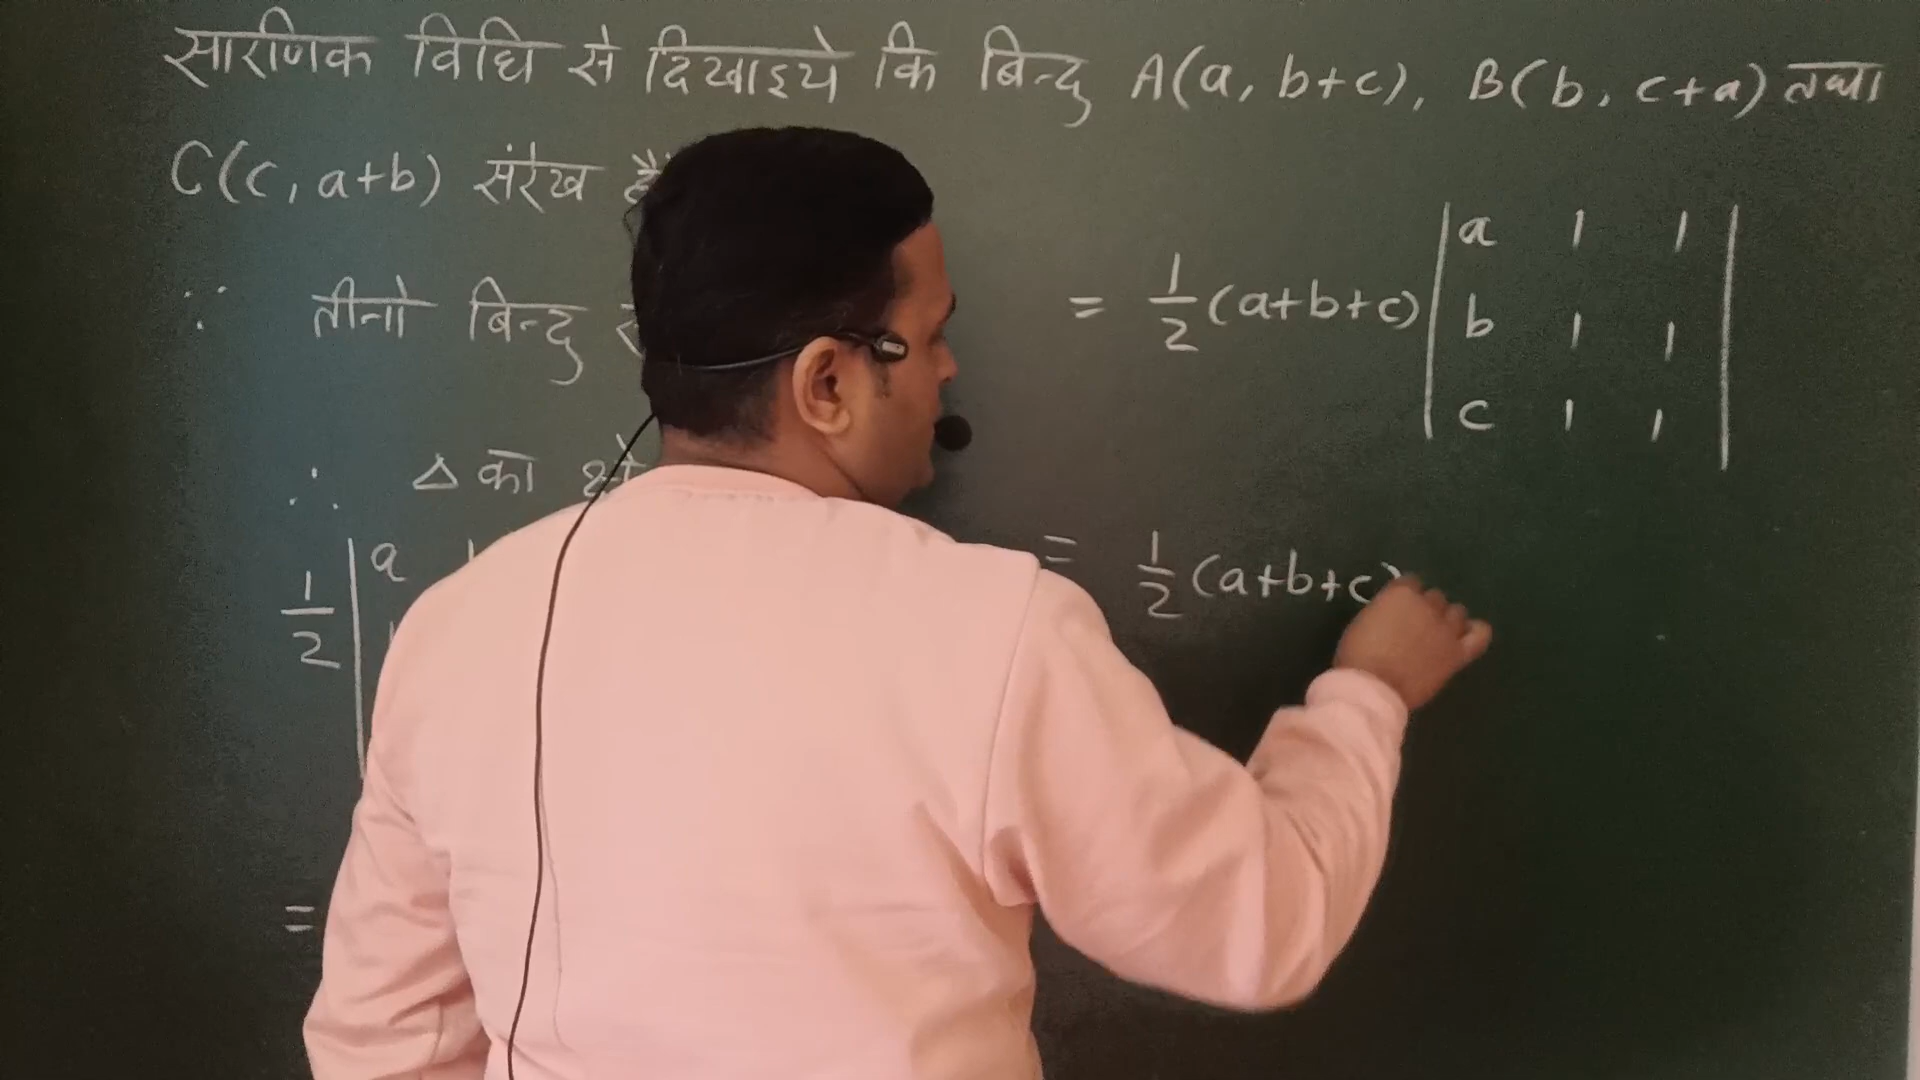 सारणिक विधि से दिखाइये कि बिन्दु A(a, b+c), B(b, c+a) तथा
C(c, a+b) संरेख हैं
∵ तीनो बिन्दु
∴ Δ का
1/2 | a
=
= 1/2 (a+b+c) | a 1 1 |
| b 1 1 |
| c 1 1 |
= 1/2 (a+b+c)